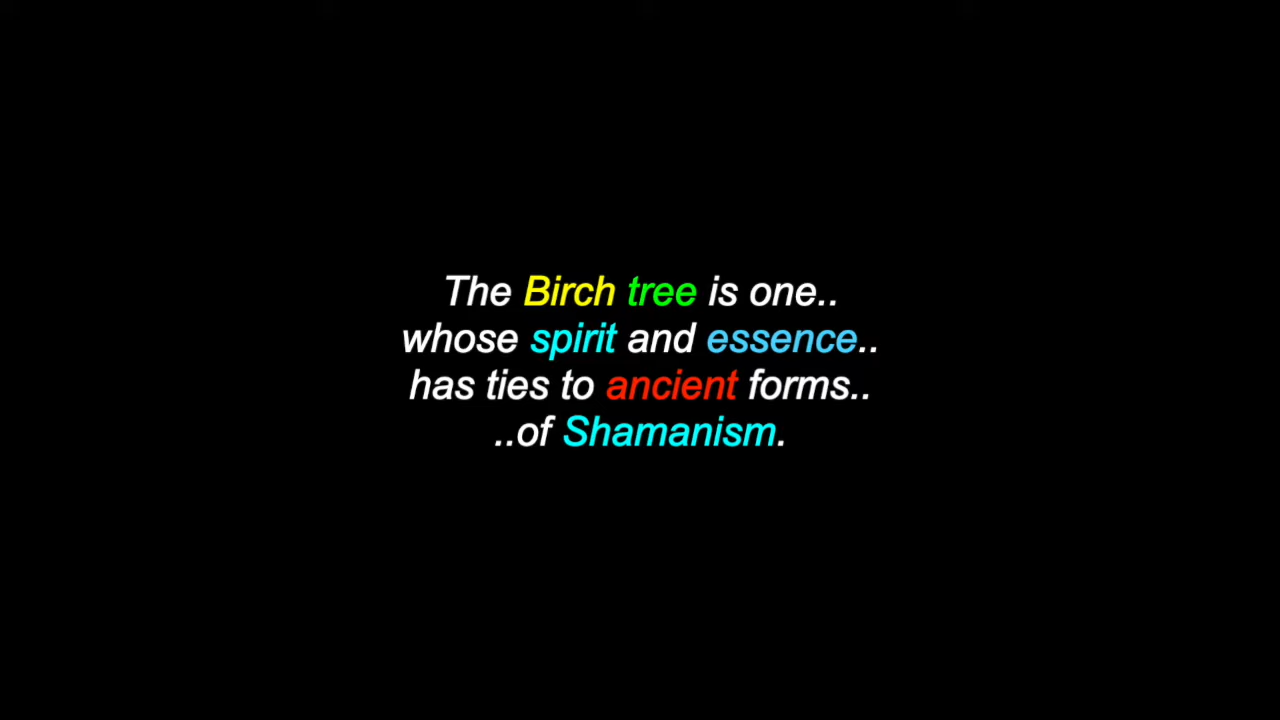 The Birch tree is one..
whose spirit and essence..
has ties to ancient forms..
..of Shamanism.